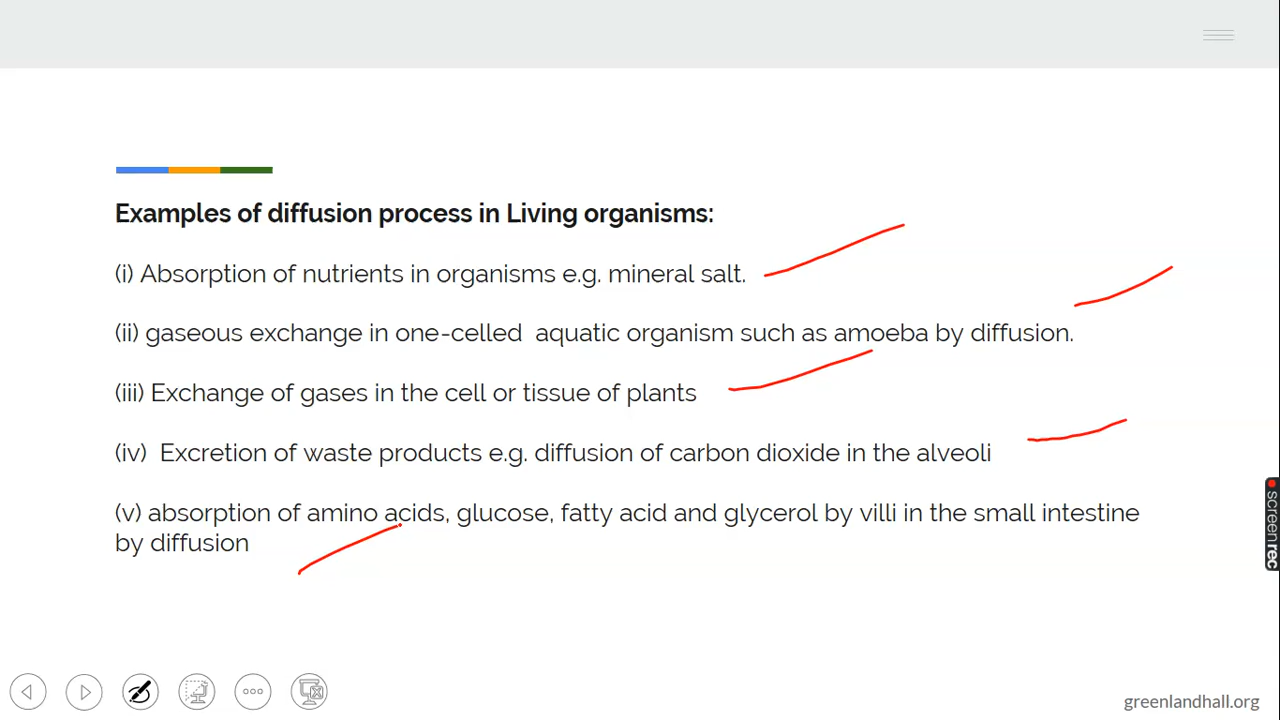 Examples of diffusion process in Living organisms:
(i) Absorption of nutrients in organisms e.g. mineral salt.
(ii) gaseous exchange in one-celled  aquatic organism such as amoeba by diffusion.
(iii) Exchange of gases in the cell or tissue of plants
(iv)  Excretion of waste products e.g. diffusion of carbon dioxide in the alveoli
(v) absorption of amino acids, glucose, fatty acid and glycerol by villi in the small intestine
by diffusion
screenrec
greenlandhall.org